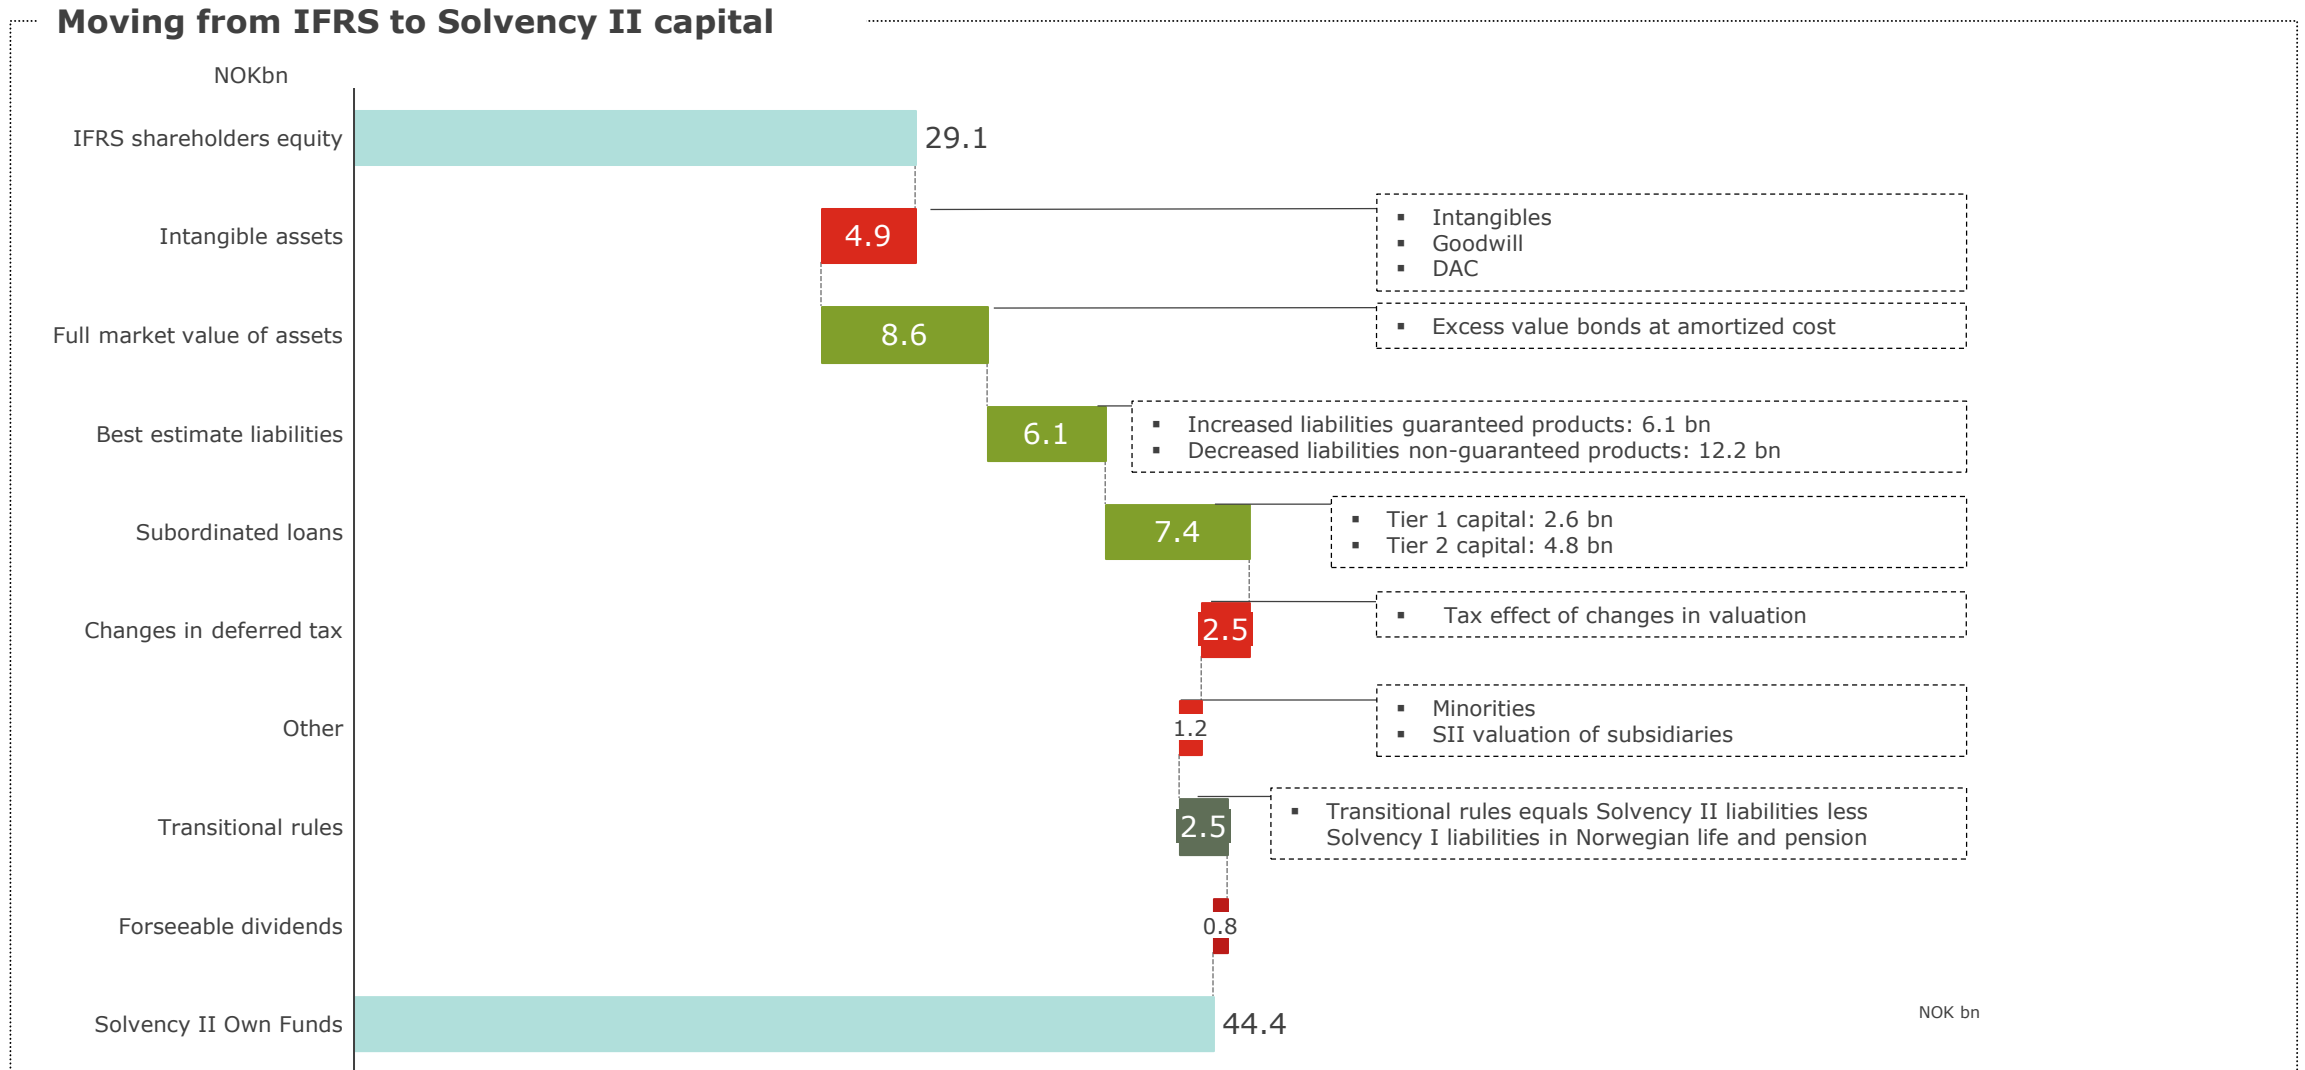 Moving from IFRS to Solvency II capital
NOKbn
IFRS shareholders equity
29.1
Intangible assets
4.9
▪ Intangibles
▪ Goodwill
▪ DAC
Full market value of assets
8.6
▪ Excess value bonds at amortized cost
Best estimate liabilities
6.1
▪ Increased liabilities guaranteed products: 6.1 bn
▪ Decreased liabilities non-guaranteed products: 12.2 bn
Subordinated loans
7.4
▪ Tier 1 capital: 2.6 bn
▪ Tier 2 capital: 4.8 bn
Changes in deferred tax
2.5
▪ Tax effect of changes in valuation
Other
1.2
▪ Minorities
▪ SII valuation of subsidiaries
Transitional rules
2.5
▪ Transitional rules equals Solvency II liabilities less
Solvency I liabilities in Norwegian life and pension
Forseeable dividends
0.8
Solvency II Own Funds
44.4
NOK bn